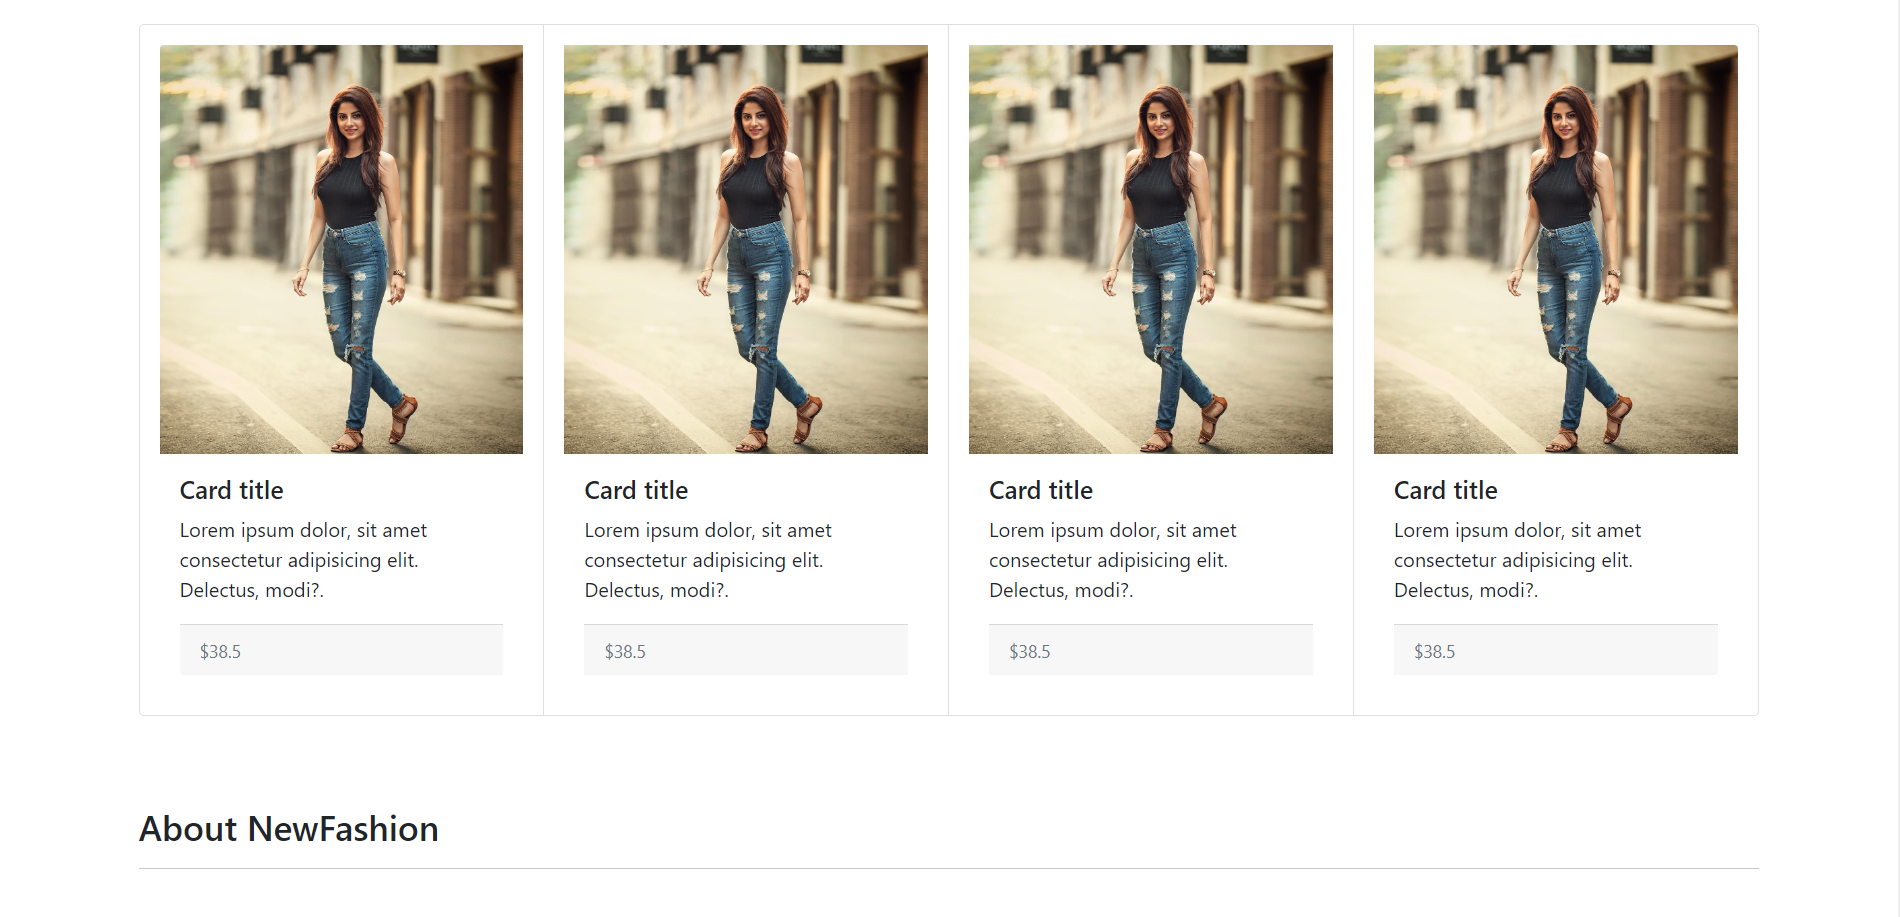 Card title
Lorem ipsum dolor, sit amet
consectetur adipisicing elit.
Delectus, modi?.
$38.5
Card title
Lorem ipsum dolor, sit amet
consectetur adipisicing elit.
Delectus, modi?.
$38.5
Card title
Lorem ipsum dolor, sit amet
consectetur adipisicing elit.
Delectus, modi?.
$38.5
Card title
Lorem ipsum dolor, sit amet
consectetur adipisicing elit.
Delectus, modi?.
$38.5
About NewFashion